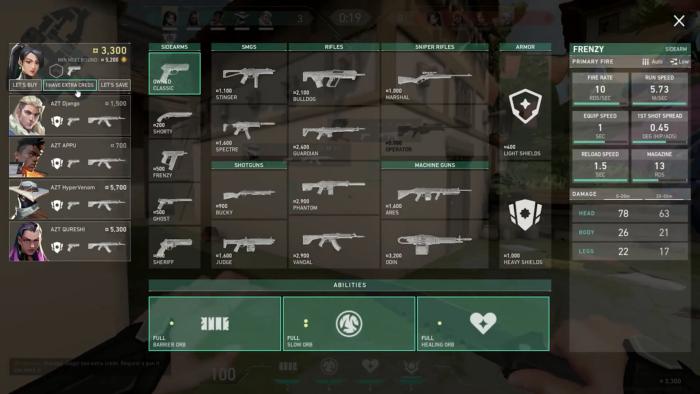 3
0:19
3,300
MIN NEXT ROUND: 5,200
LET'S BUY
I HAVE EXTRA CREDS
LET'S SAVE
AZT Django 1,500
AZT APPU 700
AZT HyperVenom 5,700
AZT QURESHI 5,300
SIDEARMS
OWNED
CLASSIC
200
SHORTY
500
FRENZY
500
GHOST
SHERIFF
SMGS
1,100
STINGER
1,600
SPECTRE
SHOTGUNS
900
BUCKY
1,600
JUDGE
RIFLES
2,100
BULLDOG
2,400
GUARDIAN
2,900
PHANTOM
2,900
VANDAL
SNIPER RIFLES
1,000
MARSHAL
OPERATOR
MACHINE GUNS
1,600
ARES
3,200
ODIN
ARMOR
400
LIGHT SHIELDS
1,000
HEAVY SHIELDS
ABILITIES
FULL
BARRIER ORB
FULL
SLOW ORB
FULL
HEALING ORB
FRENZY
SIDEARM
PRIMARY FIRE
Auto
Low
FIRE RATE
10
RDS/SEC
RUN SPEED
5.73
M/SEC
EQUIP SPEED
1
SEC
1ST SHOT SPREAD
0.45
DEG (HIP/ADS)
RELOAD SPEED
1.5
SEC
MAGAZINE
13
RDS
DAMAGE
HEAD 78 63
BODY 26 21
LEGS 22 17
100
3,300